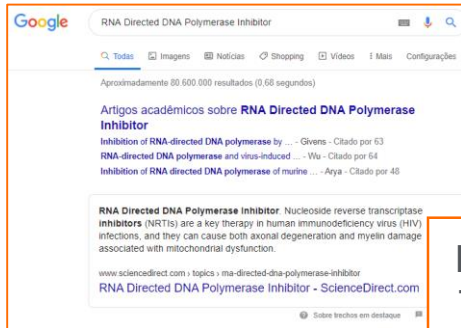 Google
RNA Directed DNA Polymerase Inhibitor
Todas Imagens Notícias Shopping Vídeos Mais Configurações
Aproximadamente 80.600.000 resultados (0,68 segundos)
Artigos acadêmicos sobre RNA Directed DNA Polymerase
Inhibitor
Inhibition of RNA-directed DNA polymerase by ... - Givens - Citado por 63
RNA-directed DNA polymerase and virus-induced ... - Wu - Citado por 64
Inhibition of RNA directed DNA polymerase of murine ... - Arya - Citado por 48
RNA Directed DNA Polymerase Inhibitor. Nucleoside reverse transcriptase
inhibitors (NRTIs) are a key therapy in human immunodeficiency virus (HIV)
infections, and they can cause both axonal degeneration and myelin damage
associated with mitochondrial dysfunction.
www.sciencedirect.com › topics › rna-directed-dna-polymerase-inhibitor
RNA Directed DNA Polymerase Inhibitor - ScienceDirect.com
Sobre trechos em destaque